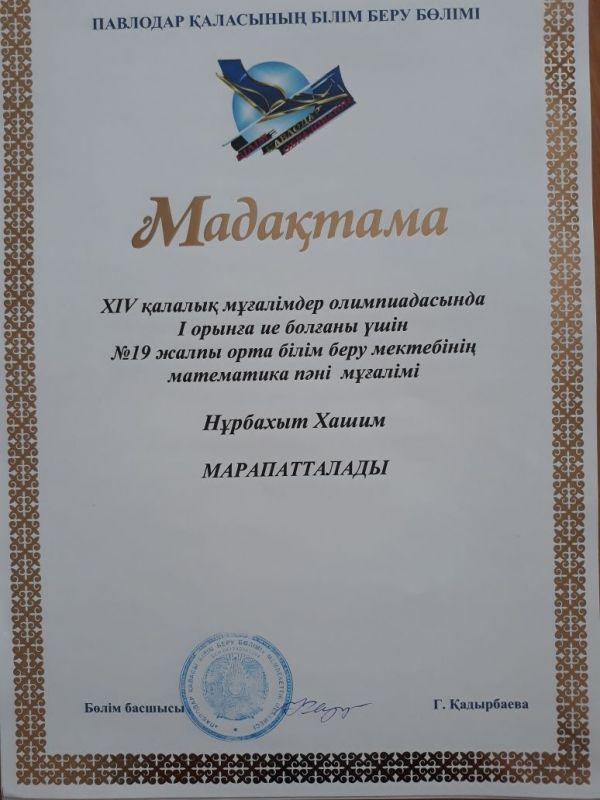 ПАВЛОДАР ҚАЛАСЫНЫҢ БІЛІМ БЕРУ БӨЛІМІ
Мадақтама
XIV қалалық мұғалімдер олимпиадасында
I орынға ие болғаны үшін
№19 жалпы орта білім беру мектебінің
математика пәні мұғалімі
Нұрбахыт Хашим
МАРАПАТТАЛАДЫ
Бөлім басшысы
Г. Қадырбаева